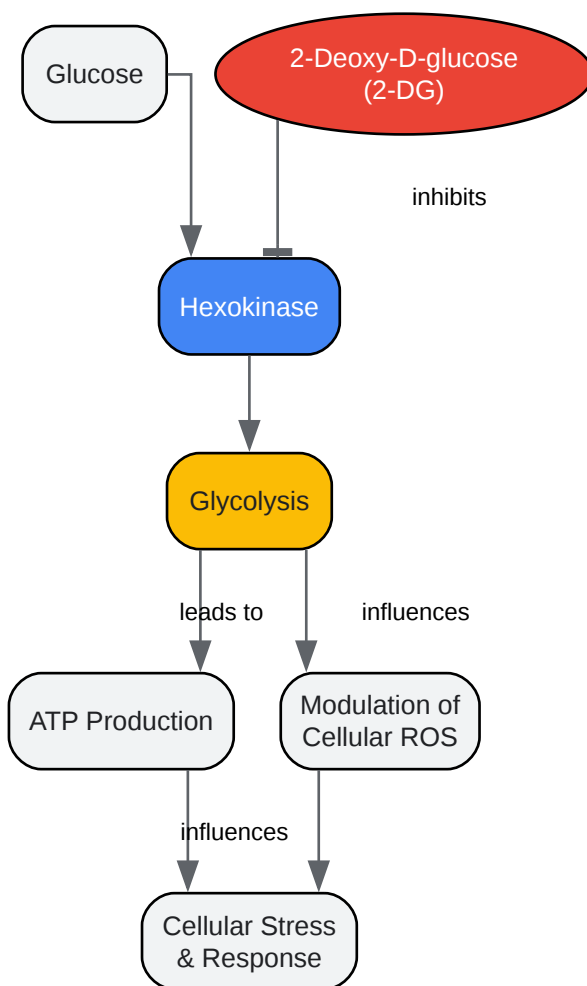 Glucose
2-Deoxy-D-glucose
(2-DG)
inhibits
Hexokinase
Glycolysis
leads to
influences
ATP Production
Modulation of
Cellular ROS
influences
Cellular Stress
& Response